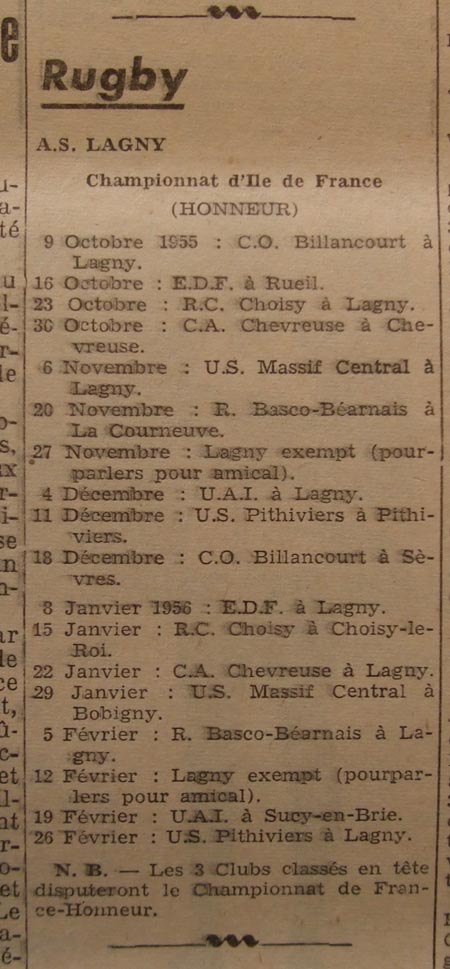 Rugby
A.S. LAGNY
Championnat d'Ile de France
(HONNEUR)
9 Octobre 1955 : C.O. Billancourt à
Lagny.
16 Octobre : E.D.F. à Rueil.
23 Octobre : R.C. Choisy à Lagny.
30 Octobre : C.A. Chevreuse à Che-
vreuse.
6 Novembre : U.S. Massif Central à
Lagny.
20 Novembre : R. Basco-Béarnais à
La Courneuve.
27 Novembre : Lagny exempt (pour-
parlers pour amical).
4 Décembre : U.A.I. à Lagny.
11 Décembre : U.S. Pithiviers à Pithi-
viers.
18 Décembre : C.O. Billancourt à Sè-
vres.
8 Janvier 1956 : E.D.F. à Lagny.
15 Janvier : R.C. Choisy à Choisy-le-
Roi.
22 Janvier : C.A. Chevreuse à Lagny.
29 Janvier : U.S. Massif Central à
Bobigny.
5 Février : R. Basco-Béarnais à La-
gny.
12 Février : Lagny exempt (pourpar-
lers pour amical).
19 Février : U.A.I. à Sucy-en-Brie.
26 Février : U.S. Pithiviers à Lagny.
N. B. — Les 3 Clubs classés en tête
disputeront le Championnat de Fran-
ce-Honneur.